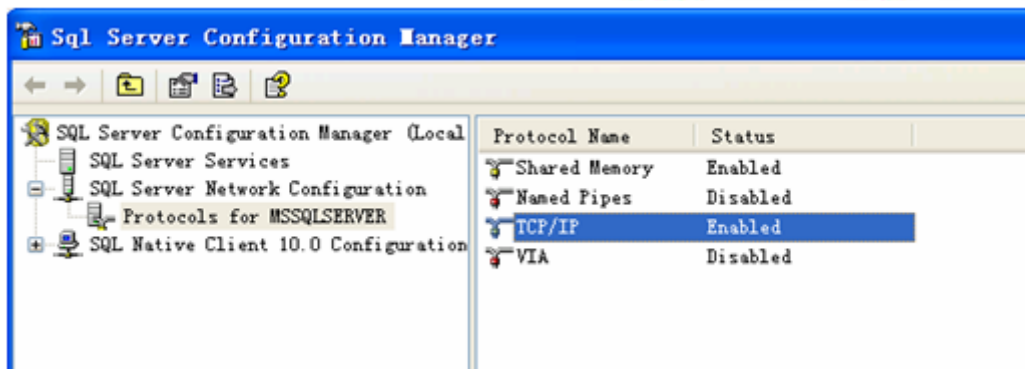 Sql Server Configuration Manager
SQL Server Configuration Manager (Local
SQL Server Services
SQL Server Network Configuration
Protocols for MSSQLSERVER
SQL Native Client 10.0 Configuration
Protocol Name Status
Shared Memory Enabled
Named Pipes Disabled
TCP/IP Enabled
VIA Disabled